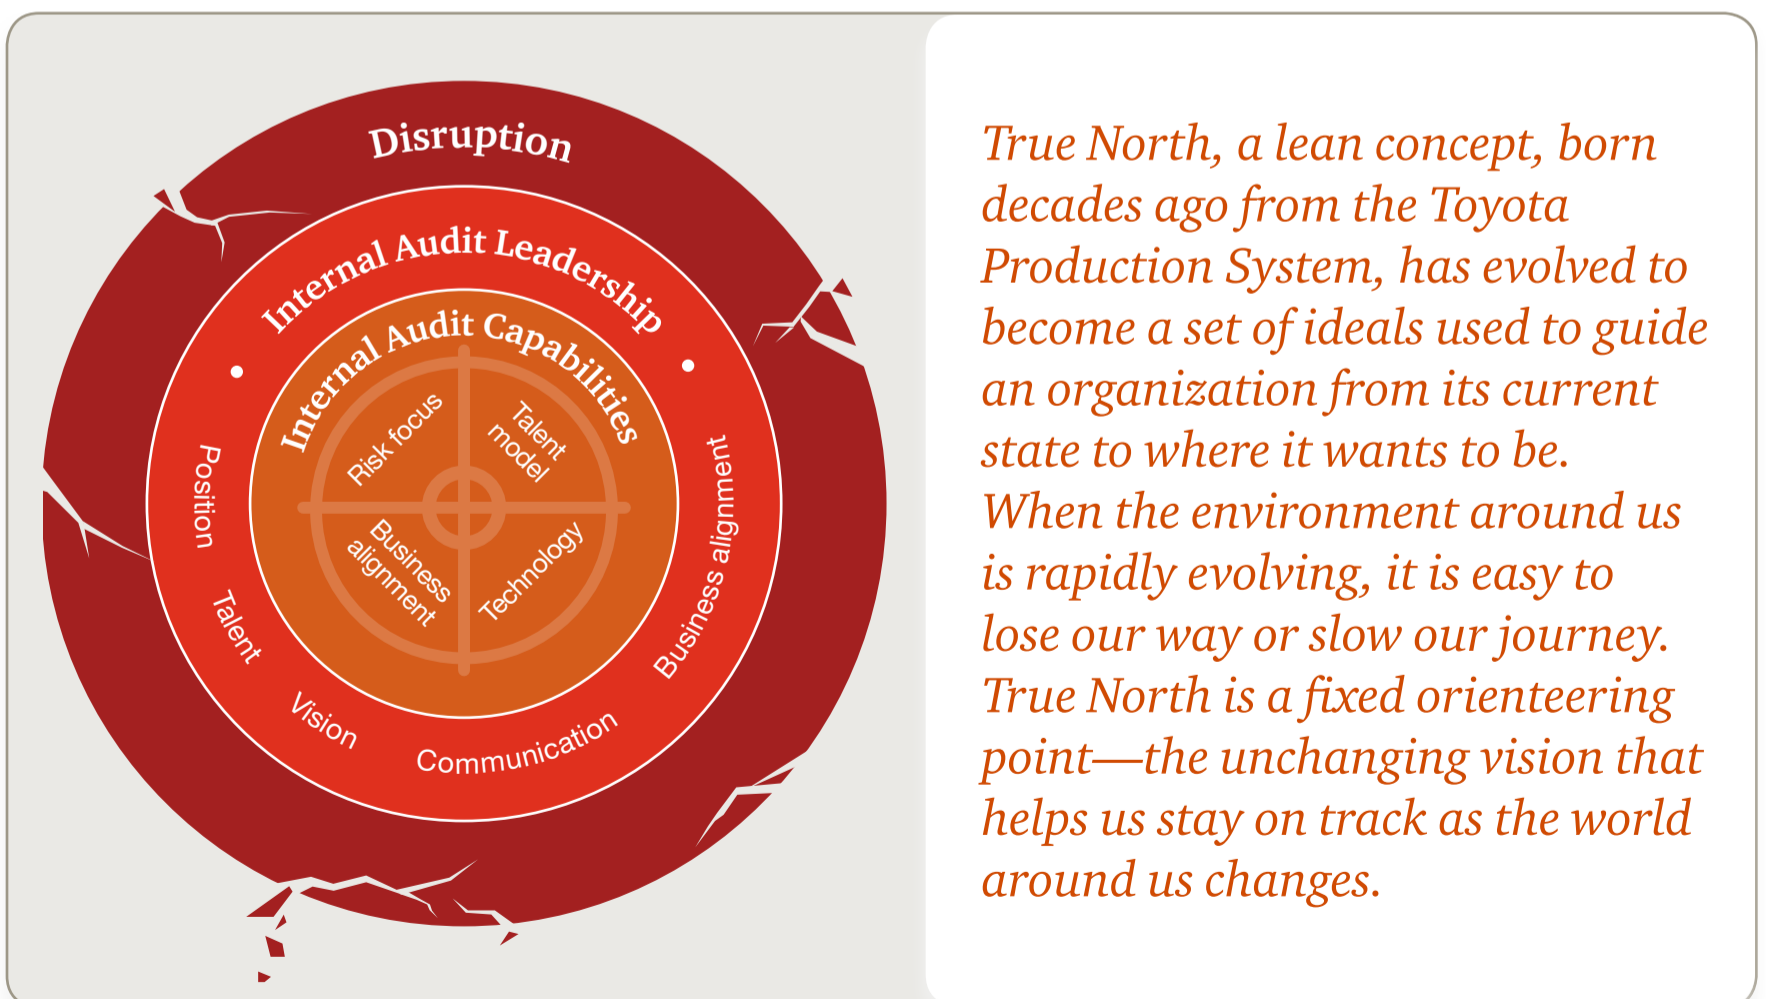 Disruption
Internal Audit Leadership
Internal Audit Capabilities
Risk focus
Talent
model
Business
alignment
Technology
Position
Talent
Vision
Communication
Business alignment
True North, a lean concept, born
decades ago from the Toyota
Production System, has evolved to
become a set of ideals used to guide
an organization from its current
state to where it wants to be.
When the environment around us
is rapidly evolving, it is easy to
lose our way or slow our journey.
True North is a fixed orienteering
point—the unchanging vision that
helps us stay on track as the world
around us changes.